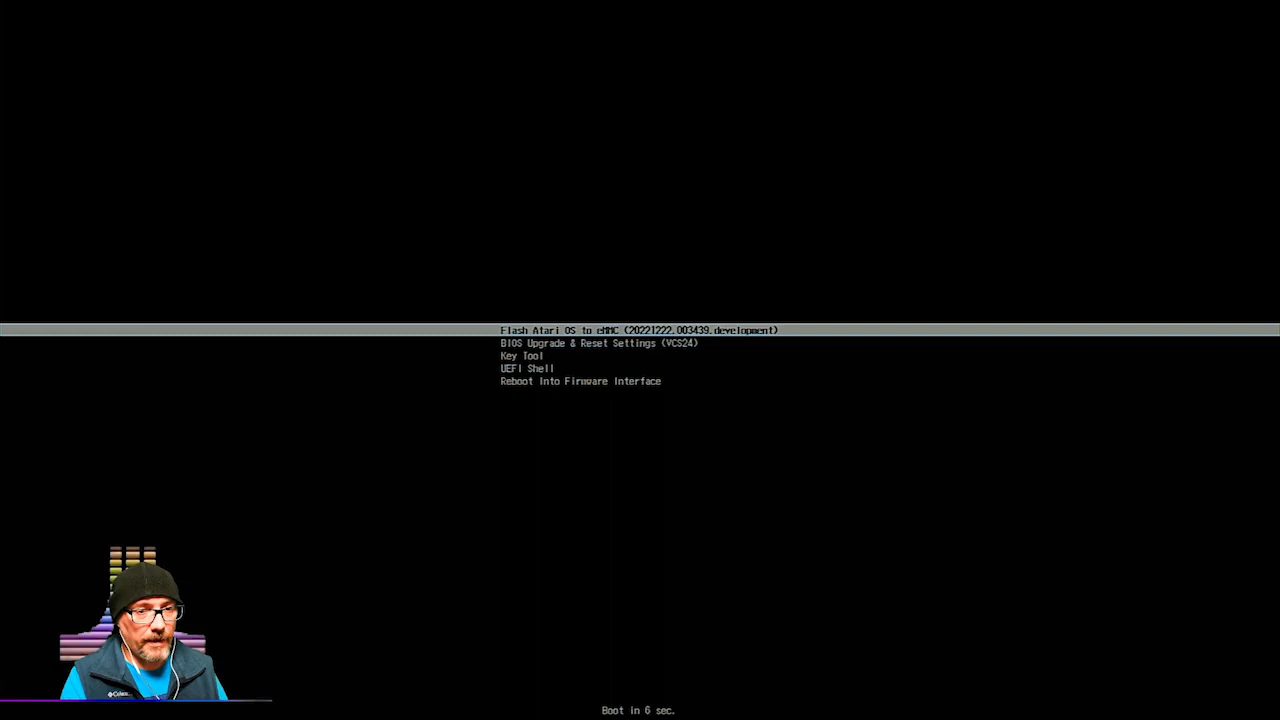 Flash Atari OS to eMMC (20221222.003439.development)
BIOS Upgrade & Reset Settings (VCS24)
Key Tool
UEFI Shell
Reboot Into Firmware Interface
Columbia
Boot in 6 sec.